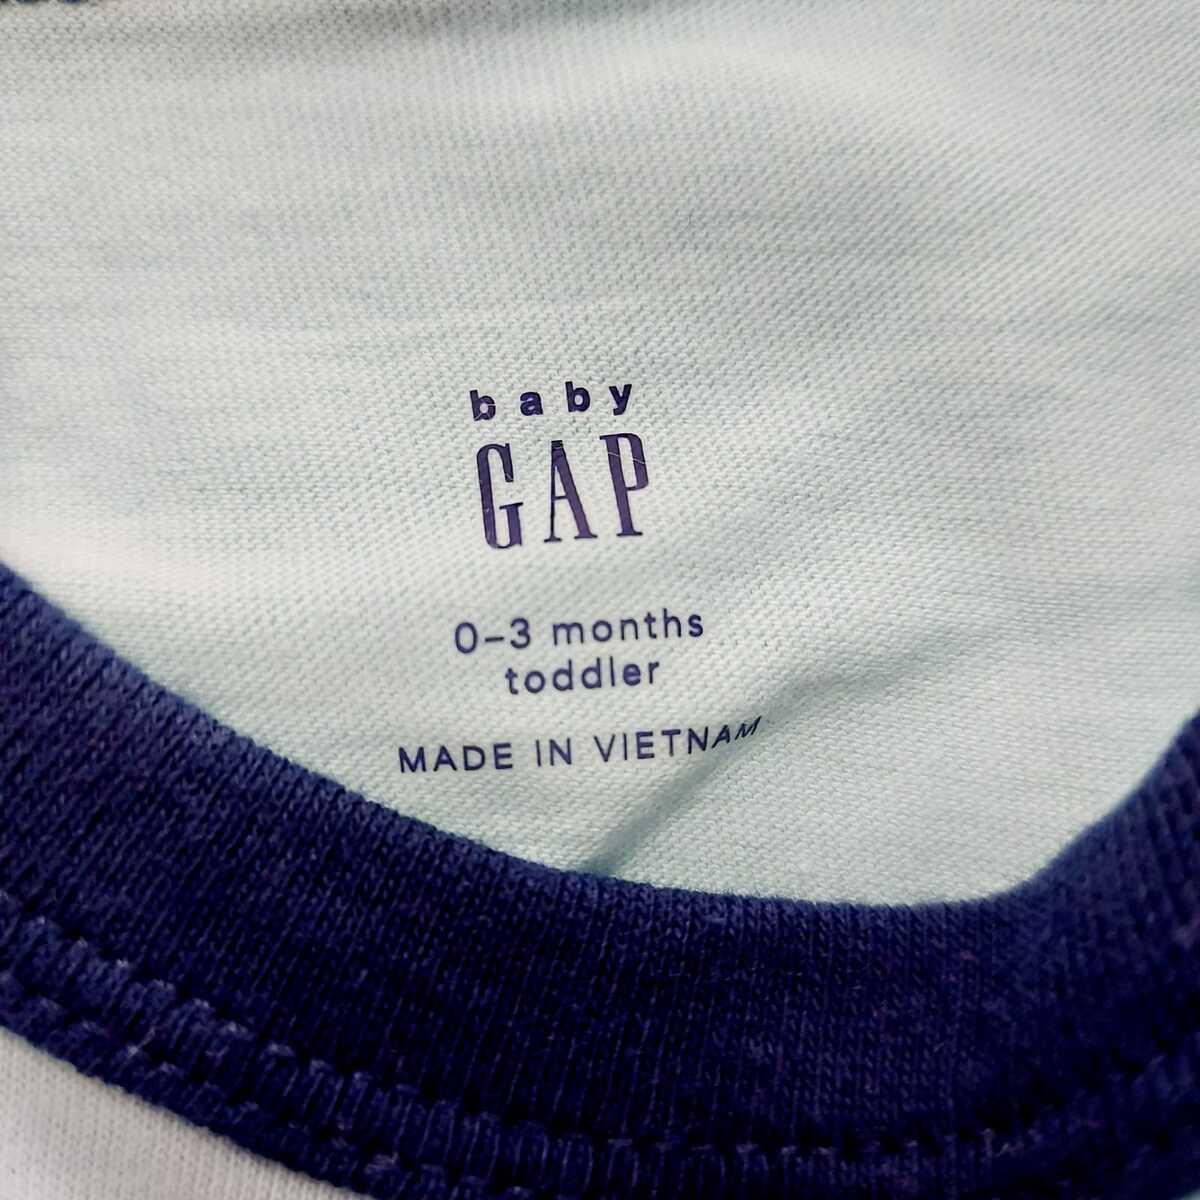 baby
GAP
0–3 months
toddler
MADE IN VIETNAM